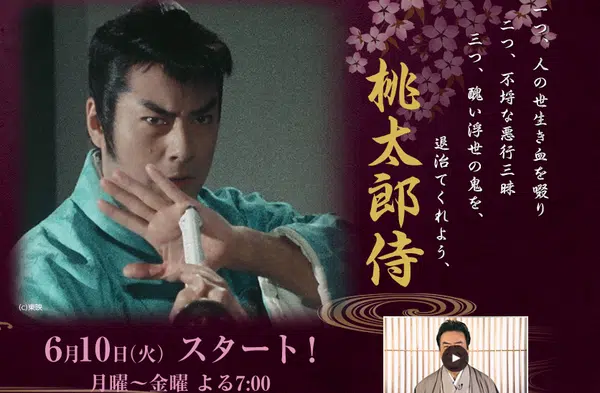 一つ、人の世生き血を啜り
二つ、不埒な悪行三昧
三つ、醜い浮世の鬼を、
退治てくれよう、
桃太郎侍
(c)東映
6月10日(火) スタート!
月曜〜金曜 よる7:00